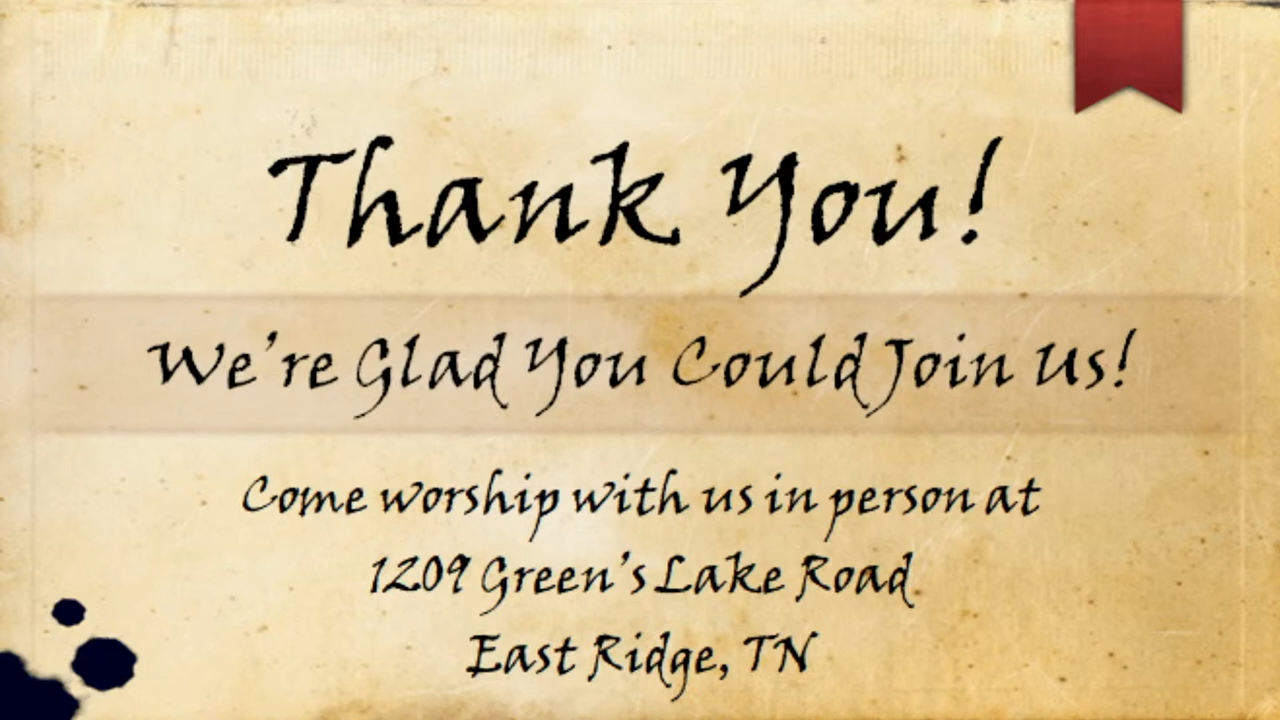 Thank You!
We're Glad You Could Join Us!
Come worship with us in person at
1209 Green's Lake Road
East Ridge, TN